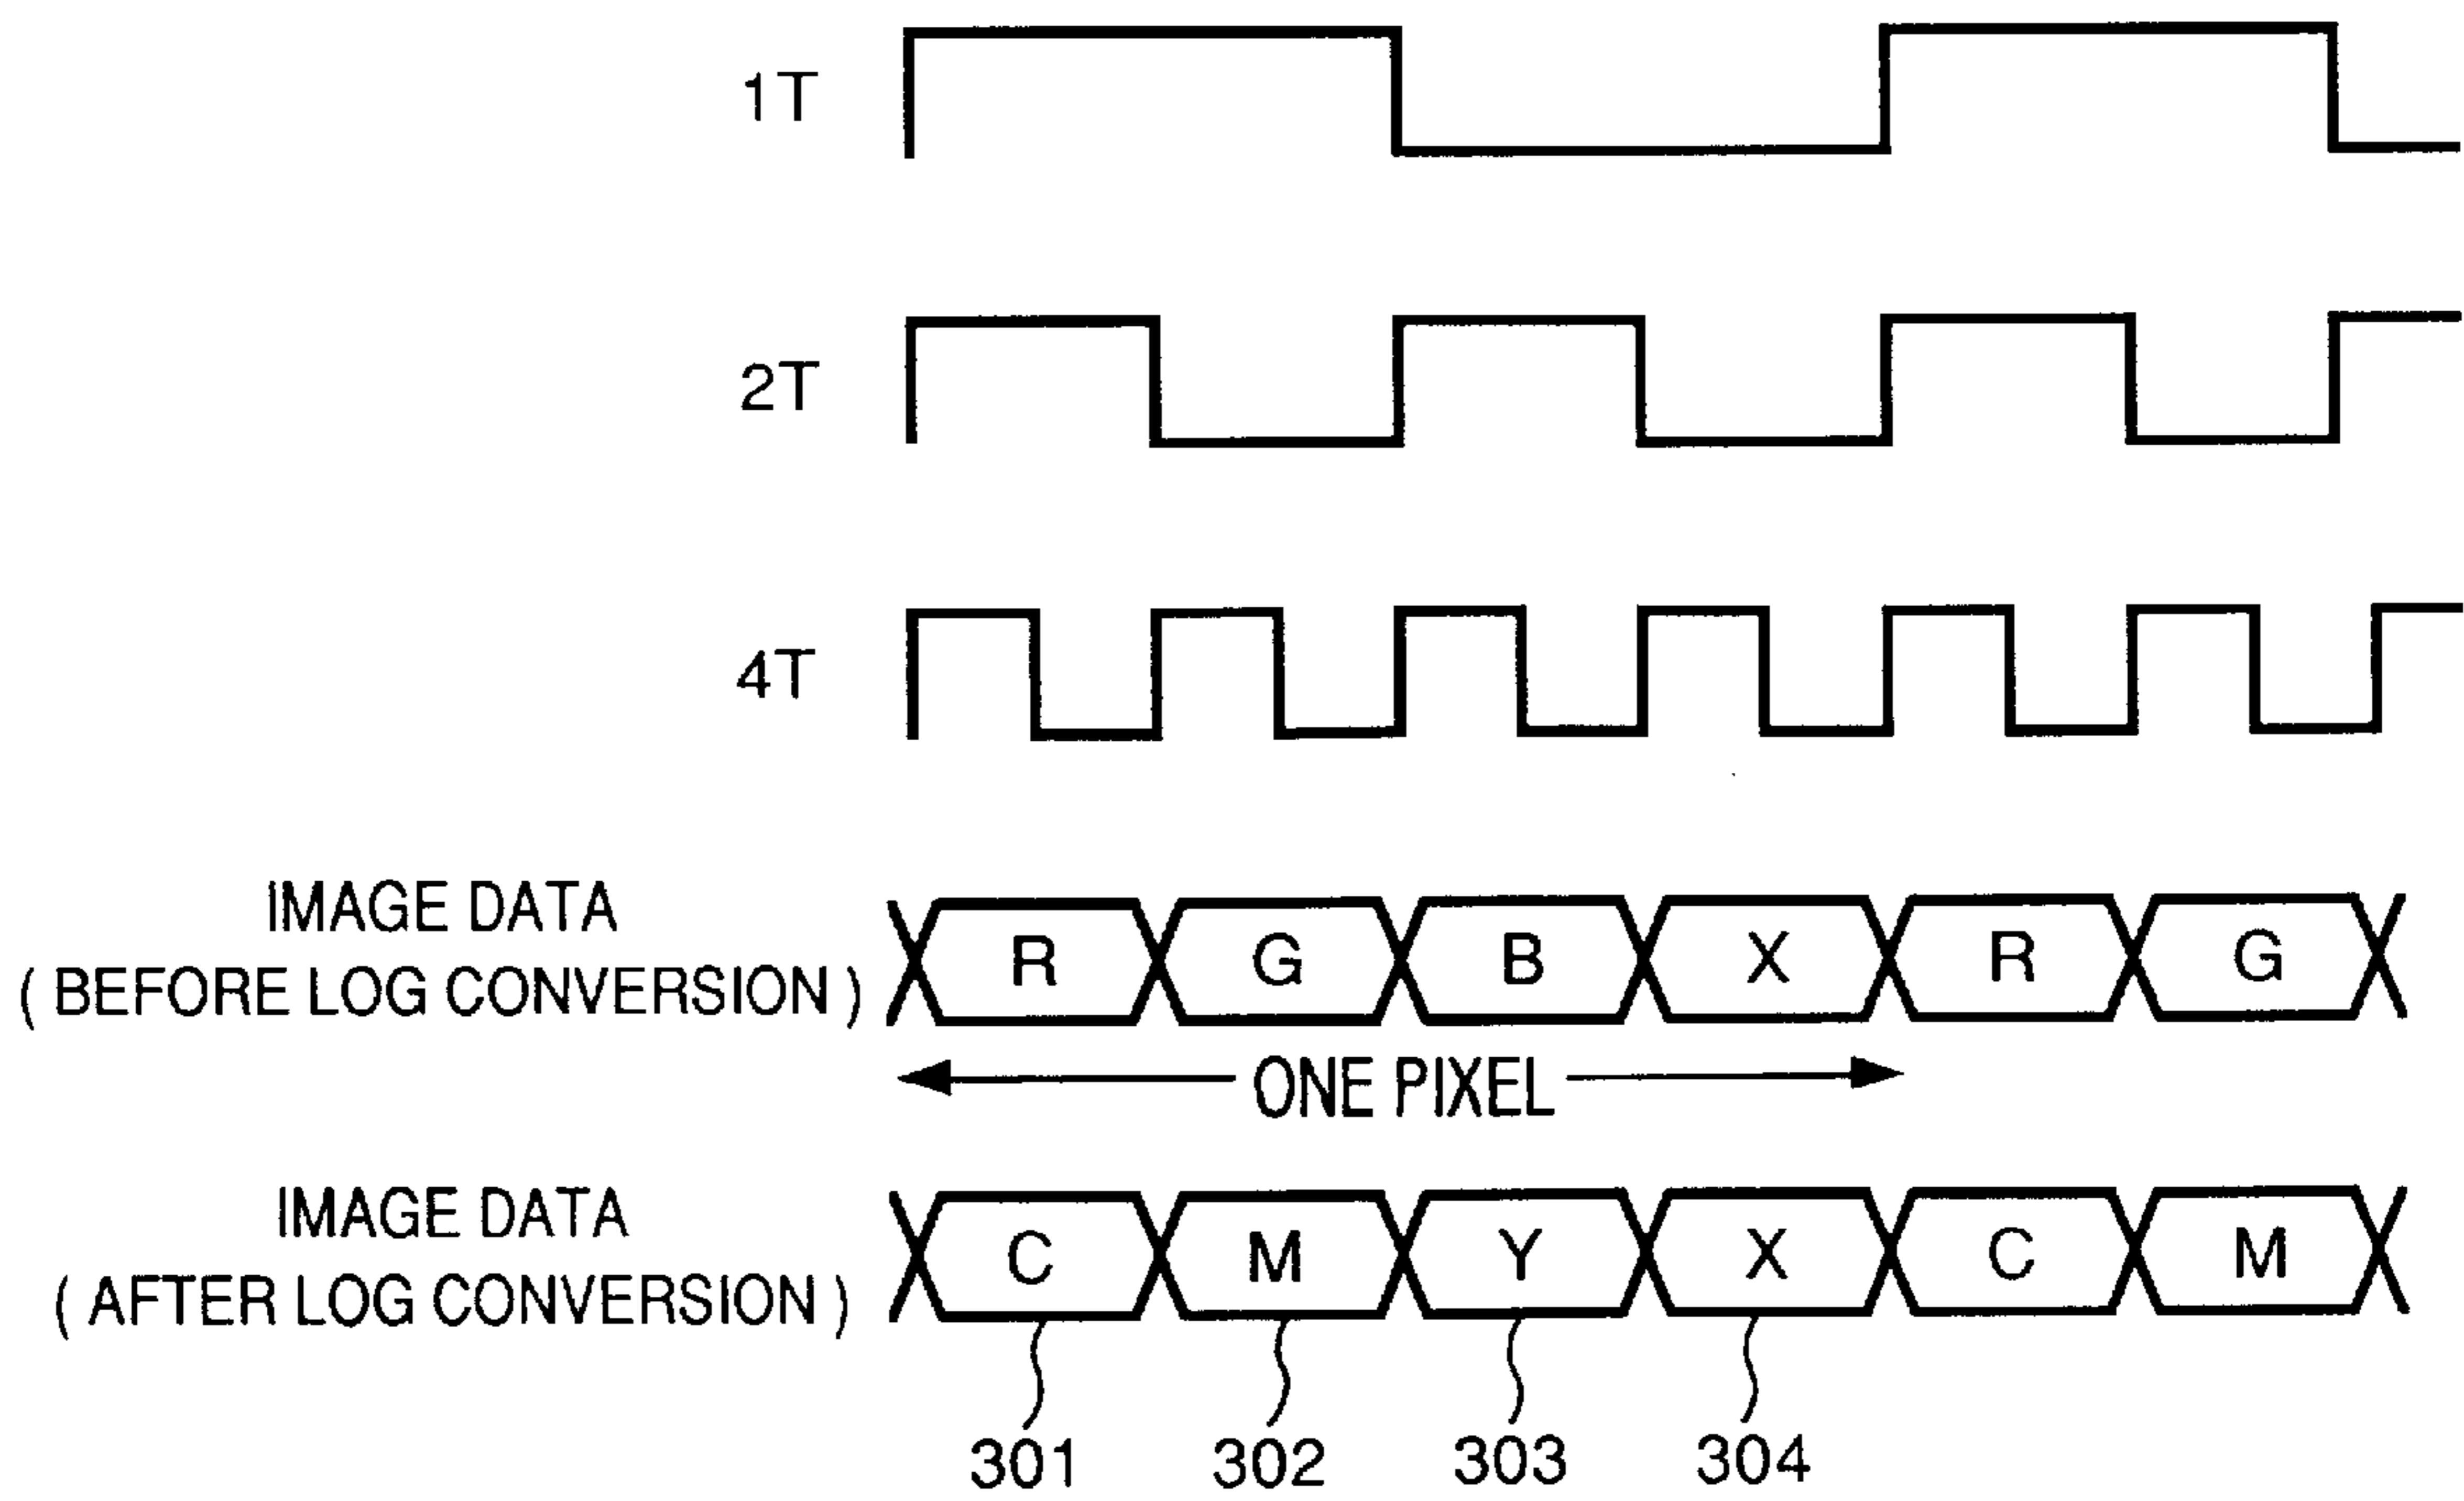 1T
2T
4T
IMAGE DATA
( BEFORE LOG CONVERSION )
R G B X R G
ONE PIXEL
IMAGE DATA
( AFTER LOG CONVERSION )
C M Y X C M
301 302 303 304